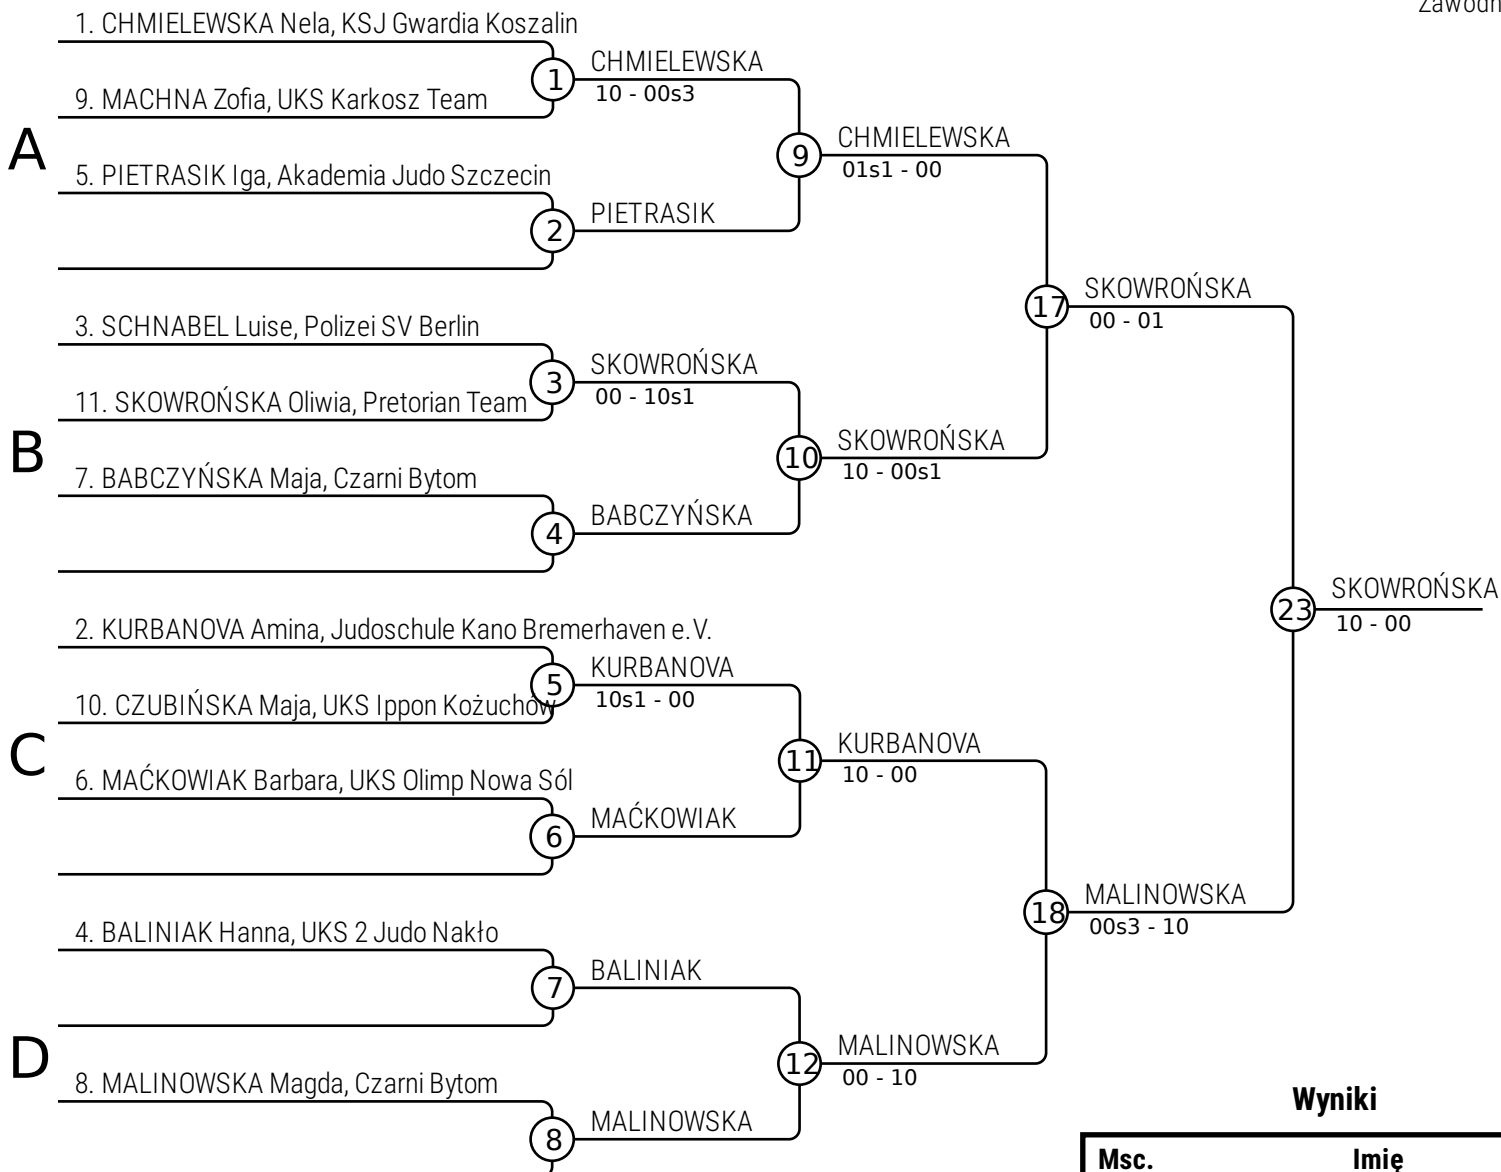 Zawodn
1. CHMIELEWSKA Nela, KSJ Gwardia Koszalin
1
CHMIELEWSKA
10 - 00s3
9. MACHNA Zofia, UKS Karkosz Team
A
9
CHMIELEWSKA
01s1 - 00
5. PIETRASIK Iga, Akademia Judo Szczecin
2
PIETRASIK
17
SKOWROŃSKA
00 - 01
3. SCHNABEL Luise, Polizei SV Berlin
3
SKOWROŃSKA
00 - 10s1
11. SKOWROŃSKA Oliwia, Pretorian Team
B
10
SKOWROŃSKA
10 - 00s1
7. BABCZYŃSKA Maja, Czarni Bytom
4
BABCZYŃSKA
23
SKOWROŃSKA
10 - 00
2. KURBANOVA Amina, Judoschule Kano Bremerhaven e.V.
5
KURBANOVA
10s1 - 00
10. CZUBIŃSKA Maja, UKS Ippon Kożuchów
C
11
KURBANOVA
10 - 00
6. MAĆKOWIAK Barbara, UKS Olimp Nowa Sól
6
MAĆKOWIAK
18
MALINOWSKA
00s3 - 10
4. BALINIAK Hanna, UKS 2 Judo Nakło
7
BALINIAK
D
12
MALINOWSKA
00 - 10
8. MALINOWSKA Magda, Czarni Bytom
8
MALINOWSKA
Wyniki
Msc. Imię